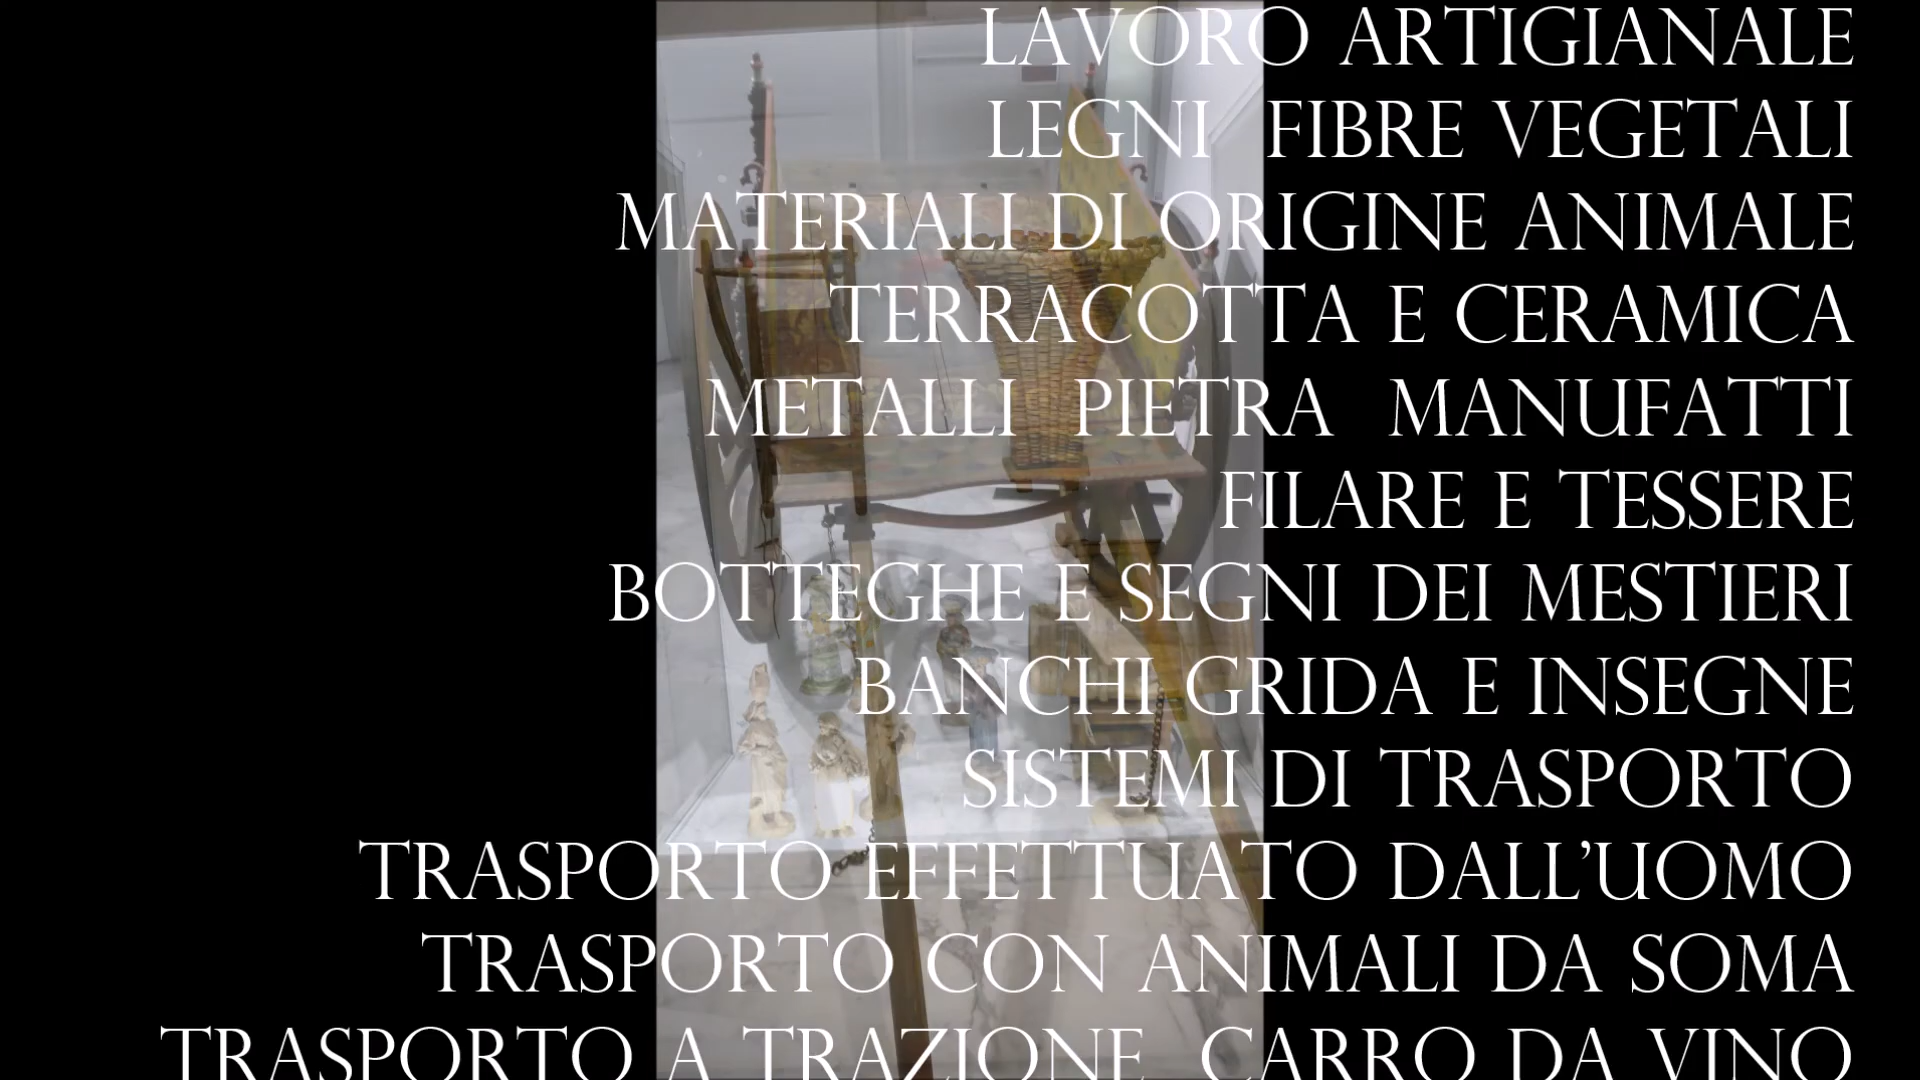 LAVORO ARTIGIANALE
LEGNI FIBRE VEGETALI
MATERIALI DI ORIGINE ANIMALE
TERRACOTTA E CERAMICA
METALLI PIETRA MANUFATTI
FILARE E TESSERE
BOTTEGHE E SEGNI DEI MESTIERI
BANCHI GRIDA E INSEGNE
SISTEMI DI TRASPORTO
TRASPORTO EFFETTUATO DALL'UOMO
TRASPORTO CON ANIMALI DA SOMA
TRASPORTO A TRAZIONE CARRO DA VINO